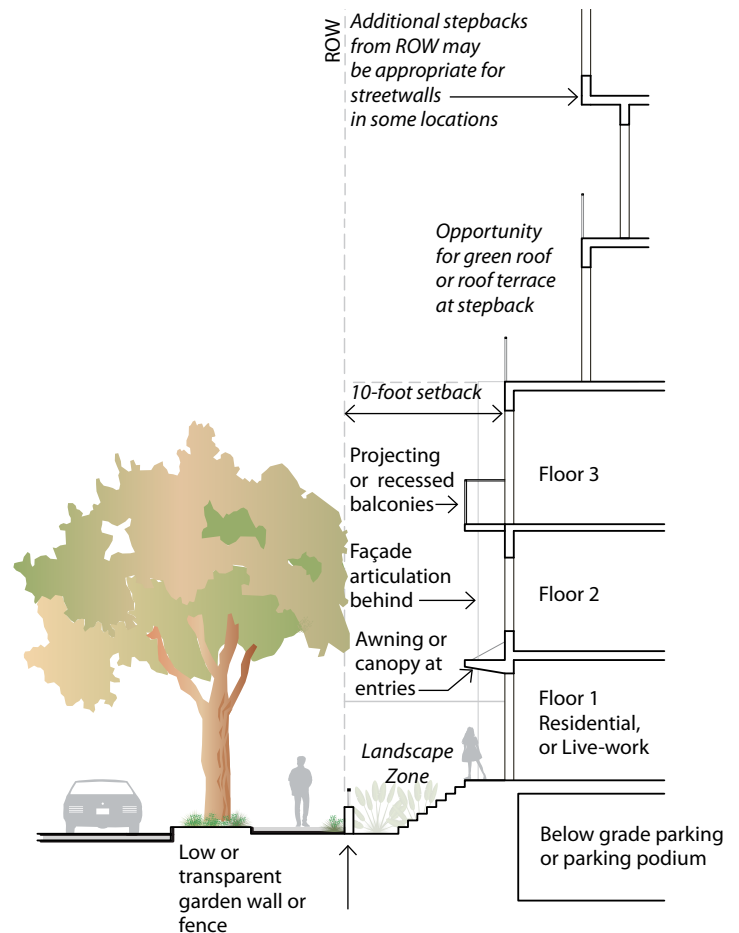 ROW
Additional stepbacks
from ROW may
be appropriate for
streetwalls
in some locations
Opportunity
for green roof
or roof terrace
at stepback
10-foot setback
Projecting
or recessed
balconies
Floor 3
Façade
articulation
behind
Floor 2
Awning or
canopy at
entries
Floor 1
Residential,
or Live-work
Landscape
Zone
Below grade parking
or parking podium
Low or
transparent
garden wall or
fence